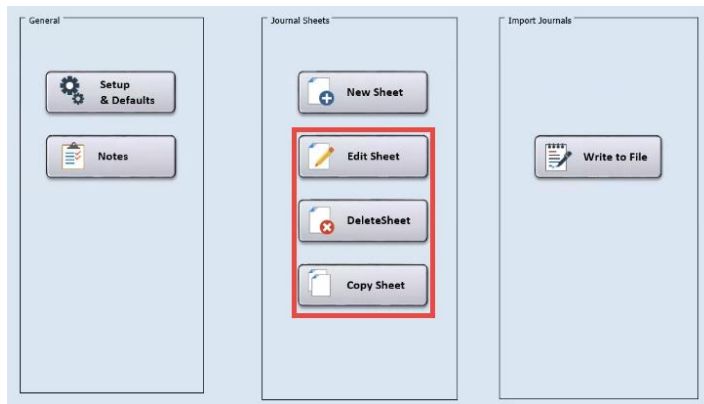 General
Setup
& Defaults
Notes
Journal Sheets
New Sheet
Edit Sheet
DeleteSheet
Copy Sheet
Import Journals
Write to File